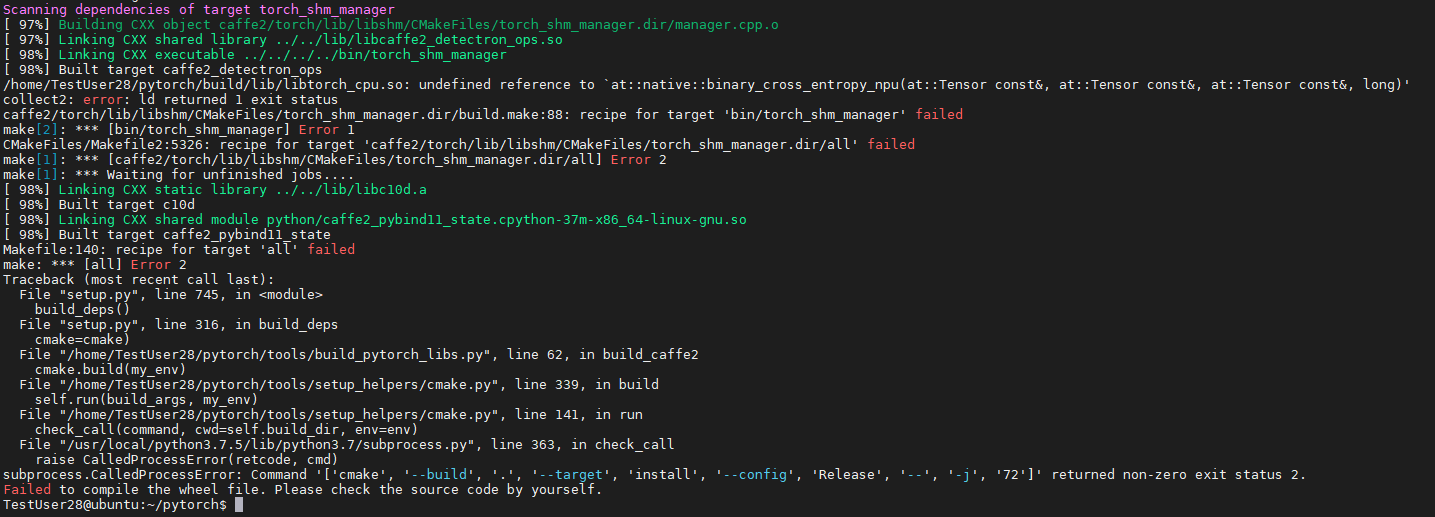 Scanning dependencies of target torch_shm_manager
[ 97%] Building CXX object caffe2/torch/lib/libshm/CMakeFiles/torch_shm_manager.dir/manager.cpp.o
[ 97%] Linking CXX shared library ../../lib/libcaffe2_detectron_ops.so
[ 98%] Linking CXX executable ../../../../bin/torch_shm_manager
[ 98%] Built target caffe2_detectron_ops
/home/TestUser28/pytorch/build/lib/libtorch_cpu.so: undefined reference to `at::native::binary_cross_entropy_npu(at::Tensor const&, at::Tensor const&, at::Tensor const&, long)'
collect2: error: ld returned 1 exit status
caffe2/torch/lib/libshm/CMakeFiles/torch_shm_manager.dir/build.make:88: recipe for target 'bin/torch_shm_manager' failed
make[2]: *** [bin/torch_shm_manager] Error 1
CMakeFiles/Makefile2:5326: recipe for target 'caffe2/torch/lib/libshm/CMakeFiles/torch_shm_manager.dir/all' failed
make[1]: *** [caffe2/torch/lib/libshm/CMakeFiles/torch_shm_manager.dir/all] Error 2
make[1]: *** Waiting for unfinished jobs....
[ 98%] Linking CXX static library ../../lib/libc10d.a
[ 98%] Built target c10d
[ 98%] Linking CXX shared module python/caffe2_pybind11_state.cpython-37m-x86_64-linux-gnu.so
[ 98%] Built target caffe2_pybind11_state
Makefile:140: recipe for target 'all' failed
make: *** [all] Error 2
Traceback (most recent call last):
  File "setup.py", line 745, in <module>
    build_deps()
  File "setup.py", line 316, in build_deps
    cmake=cmake)
  File "/home/TestUser28/pytorch/tools/build_pytorch_libs.py", line 62, in build_caffe2
    cmake.build(my_env)
  File "/home/TestUser28/pytorch/tools/setup_helpers/cmake.py", line 339, in build
    self.run(build_args, my_env)
  File "/home/TestUser28/pytorch/tools/setup_helpers/cmake.py", line 141, in run
    check_call(command, cwd=self.build_dir, env=env)
  File "/usr/local/python3.7.5/lib/python3.7/subprocess.py", line 363, in check_call
    raise CalledProcessError(retcode, cmd)
subprocess.CalledProcessError: Command '['cmake', '--build', '.', '--target', 'install', '--config', 'Release', '--', '-j', '72']' returned non-zero exit status 2.
Failed to compile the wheel file. Please check the source code by yourself.
TestUser28@ubuntu:~/pytorch$